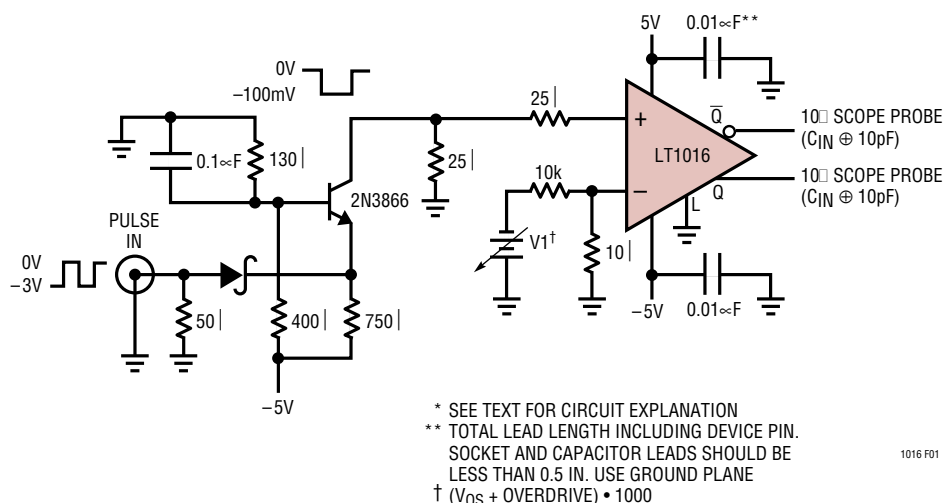 5V
0.01∝F**
0V
–100mV
25|
+
Q̅
10□ SCOPE PROBE
(CIN ⊕ 10pF)
0.1∝F
130|
25|
LT1016
10k
–
Q
10□ SCOPE PROBE
(CIN ⊕ 10pF)
2N3866
L
PULSE
IN
V1†
0V
–3V
10|
50|
400|
750|
–5V
0.01∝F
–5V
* SEE TEXT FOR CIRCUIT EXPLANATION
** TOTAL LEAD LENGTH INCLUDING DEVICE PIN.
SOCKET AND CAPACITOR LEADS SHOULD BE
LESS THAN 0.5 IN. USE GROUND PLANE
† (VOS + OVERDRIVE) • 1000
1016 F01